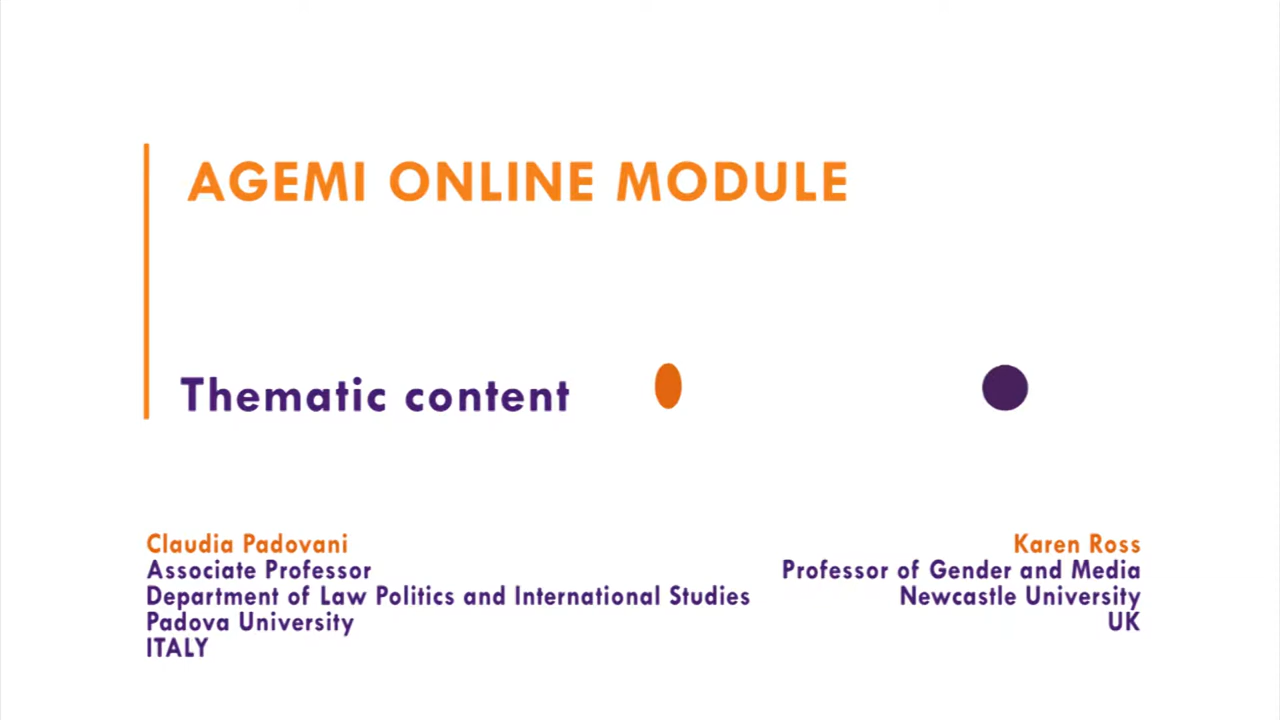 AGEMI ONLINE MODULE
Thematic content
Claudia Padovani
Associate Professor
Department of Law Politics and International Studies
Padova University
ITALY
Karen Ross
Professor of Gender and Media
Newcastle University
UK